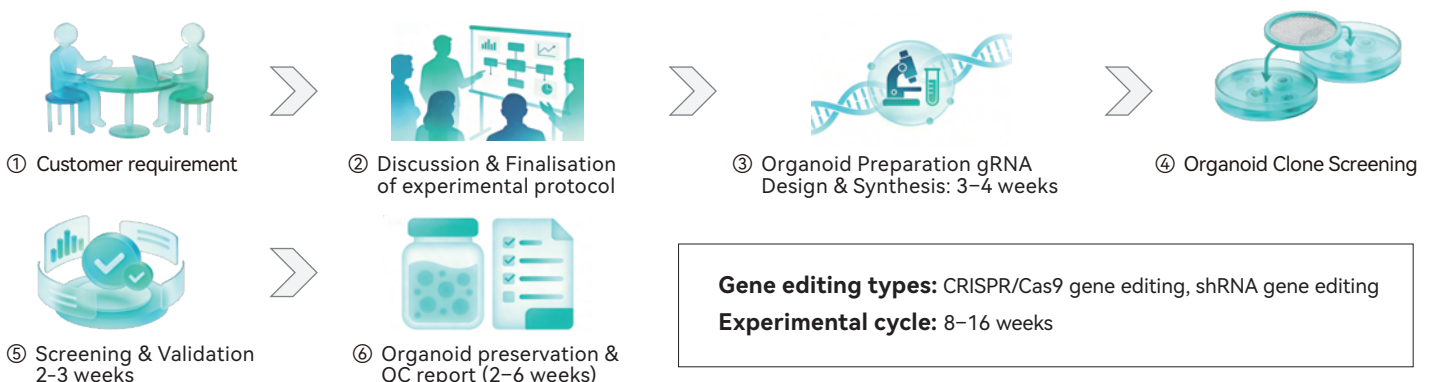 ① Customer requirement
② Discussion & Finalisation
of experimental protocol
③ Organoid Preparation gRNA
Design & Synthesis: 3–4 weeks
④ Organoid Clone Screening
⑤ Screening & Validation
2-3 weeks
⑥ Organoid preservation &
QC report (2–6 weeks)
Gene editing types: CRISPR/Cas9 gene editing, shRNA gene editing
Experimental cycle: 8–16 weeks